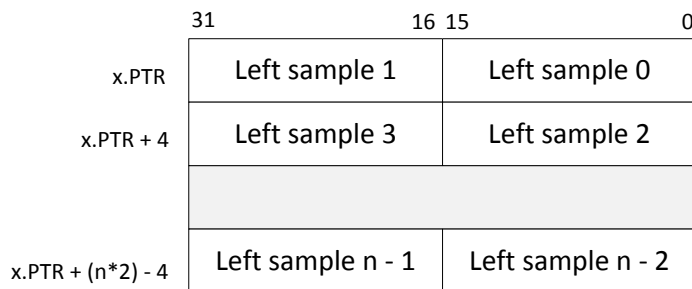 31 16 15 0
x.PTR Left sample 1 Left sample 0
x.PTR + 4 Left sample 3 Left sample 2
x.PTR + (n*2) - 4 Left sample n - 1 Left sample n - 2